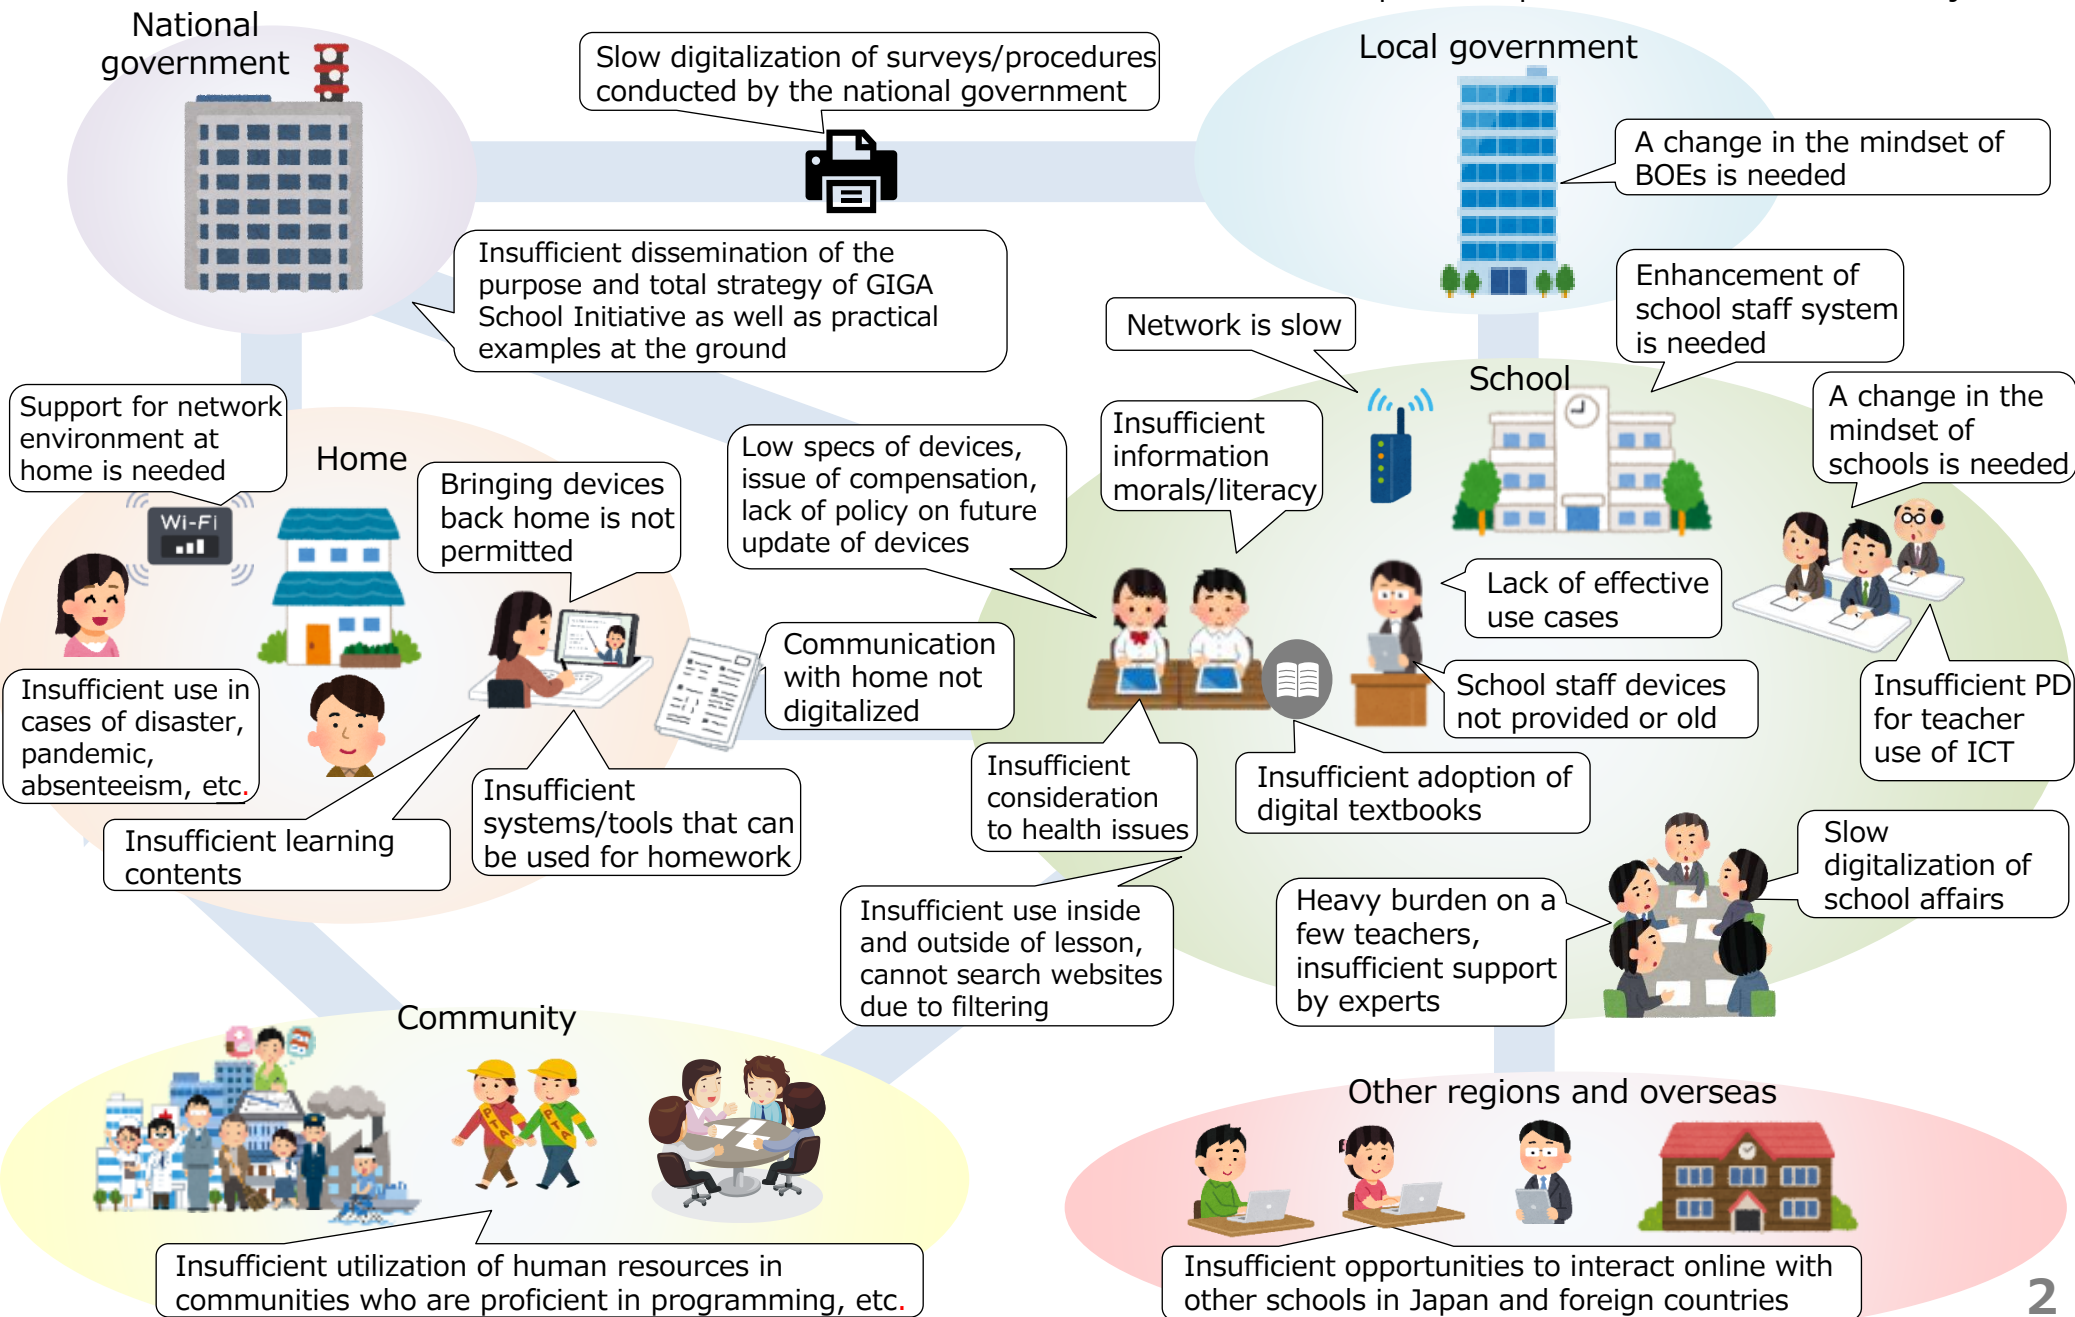 National
government
Slow digitalization of surveys/procedures
conducted by the national government
Local government
A change in the mindset of
BOEs is needed
Insufficient dissemination of the
purpose and total strategy of GIGA
School Initiative as well as practical
examples at the ground
Enhancement of
school staff system
is needed
Network is slow
School
A change in the
mindset of
schools is needed
Support for network
environment at
home is needed
Home
Wi-Fi
Bringing devices
back home is not
permitted
Low specs of devices,
issue of compensation,
lack of policy on future
update of devices
Insufficient
information
morals/literacy
Lack of effective
use cases
Communication
with home not
digitalized
School staff devices
not provided or old
Insufficient PD
for teacher
use of ICT
Insufficient use in
cases of disaster,
pandemic,
absenteeism, etc.
Insufficient learning
contents
Insufficient
systems/tools that can
be used for homework
Insufficient
consideration
to health issues
Insufficient adoption of
digital textbooks
Slow
digitalization of
school affairs
Insufficient use inside
and outside of lesson,
cannot search websites
due to filtering
Heavy burden on a
few teachers,
insufficient support
by experts
Community
PTA
PTA
Other regions and overseas
Insufficient utilization of human resources in
communities who are proficient in programming, etc.
Insufficient opportunities to interact online with
other schools in Japan and foreign countries
2